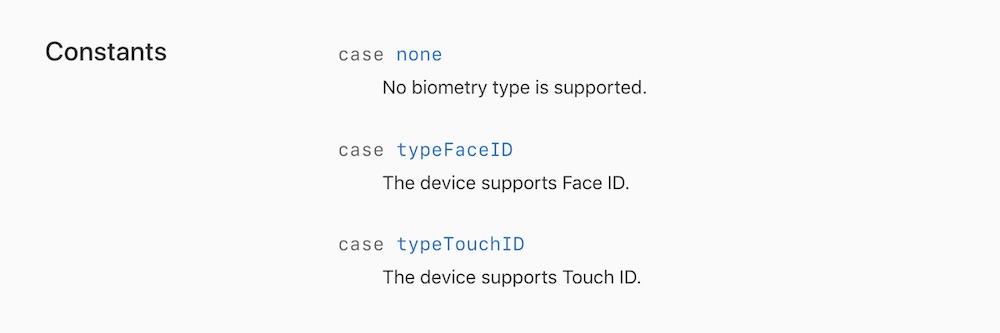 Constants
case none
No biometry type is supported.
case typeFaceID
The device supports Face ID.
case typeTouchID
The device supports Touch ID.